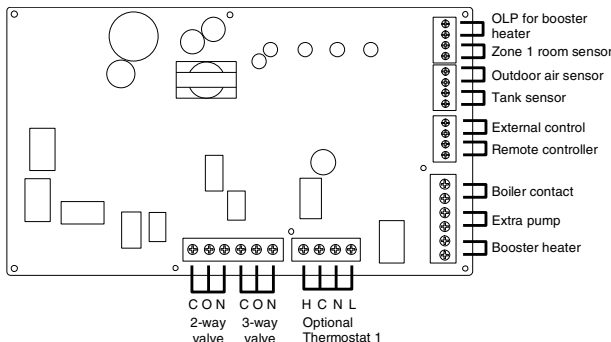 OLP for booster
heater
Zone 1 room sensor
Outdoor air sensor
Tank sensor
External control
Remote controller
Boiler contact
Extra pump
Booster heater
C O N C O N H C N L
2-way 3-way Optional
valve valve Thermostat 1